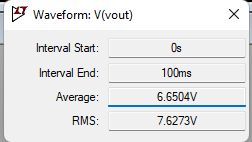 Waveform: V(vout)
Interval Start: 0s
Interval End: 100ms
Average: 6.6504V
RMS: 7.6273V